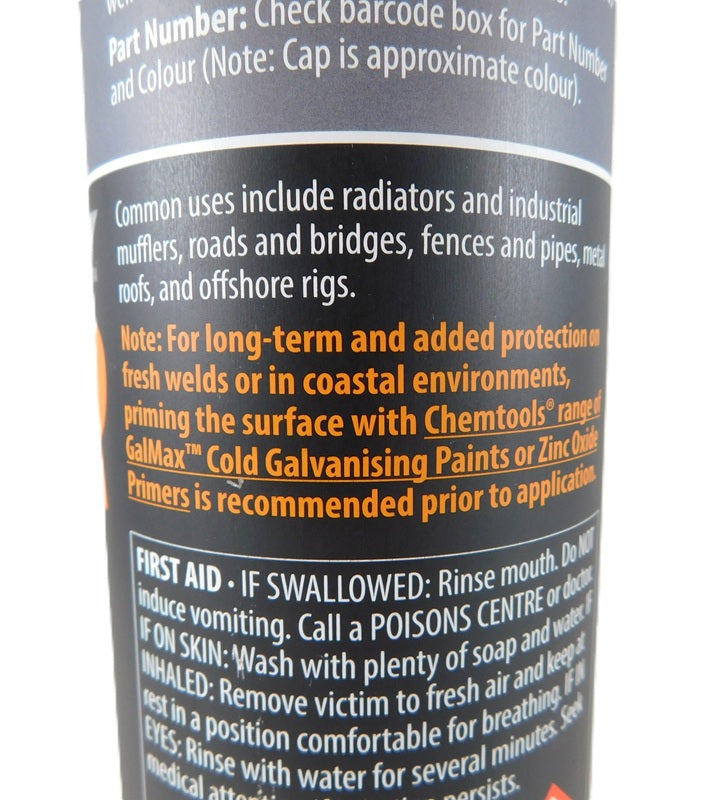 Part Number: Check barcode box for Part Number
and Colour (Note: Cap is approximate colour).
Common uses include radiators and industrial
mufflers, roads and bridges, fences and pipes, metal
roofs, and offshore rigs.
Note: For long-term and added protection on
fresh welds or in coastal environments,
priming the surface with Chemtools® range of
GalMax™ Cold Galvanising Paints or Zinc Oxide
Primers is recommended prior to application.
FIRST AID • IF SWALLOWED: Rinse mouth. Do NOT
induce vomiting. Call a POISONS CENTRE or doctor.
IF ON SKIN: Wash with plenty of soap and water. IF
INHALED: Remove victim to fresh air and keep at
rest in a position comfortable for breathing. IF IN
EYES: Rinse with water for several minutes. Seek
medical persists.